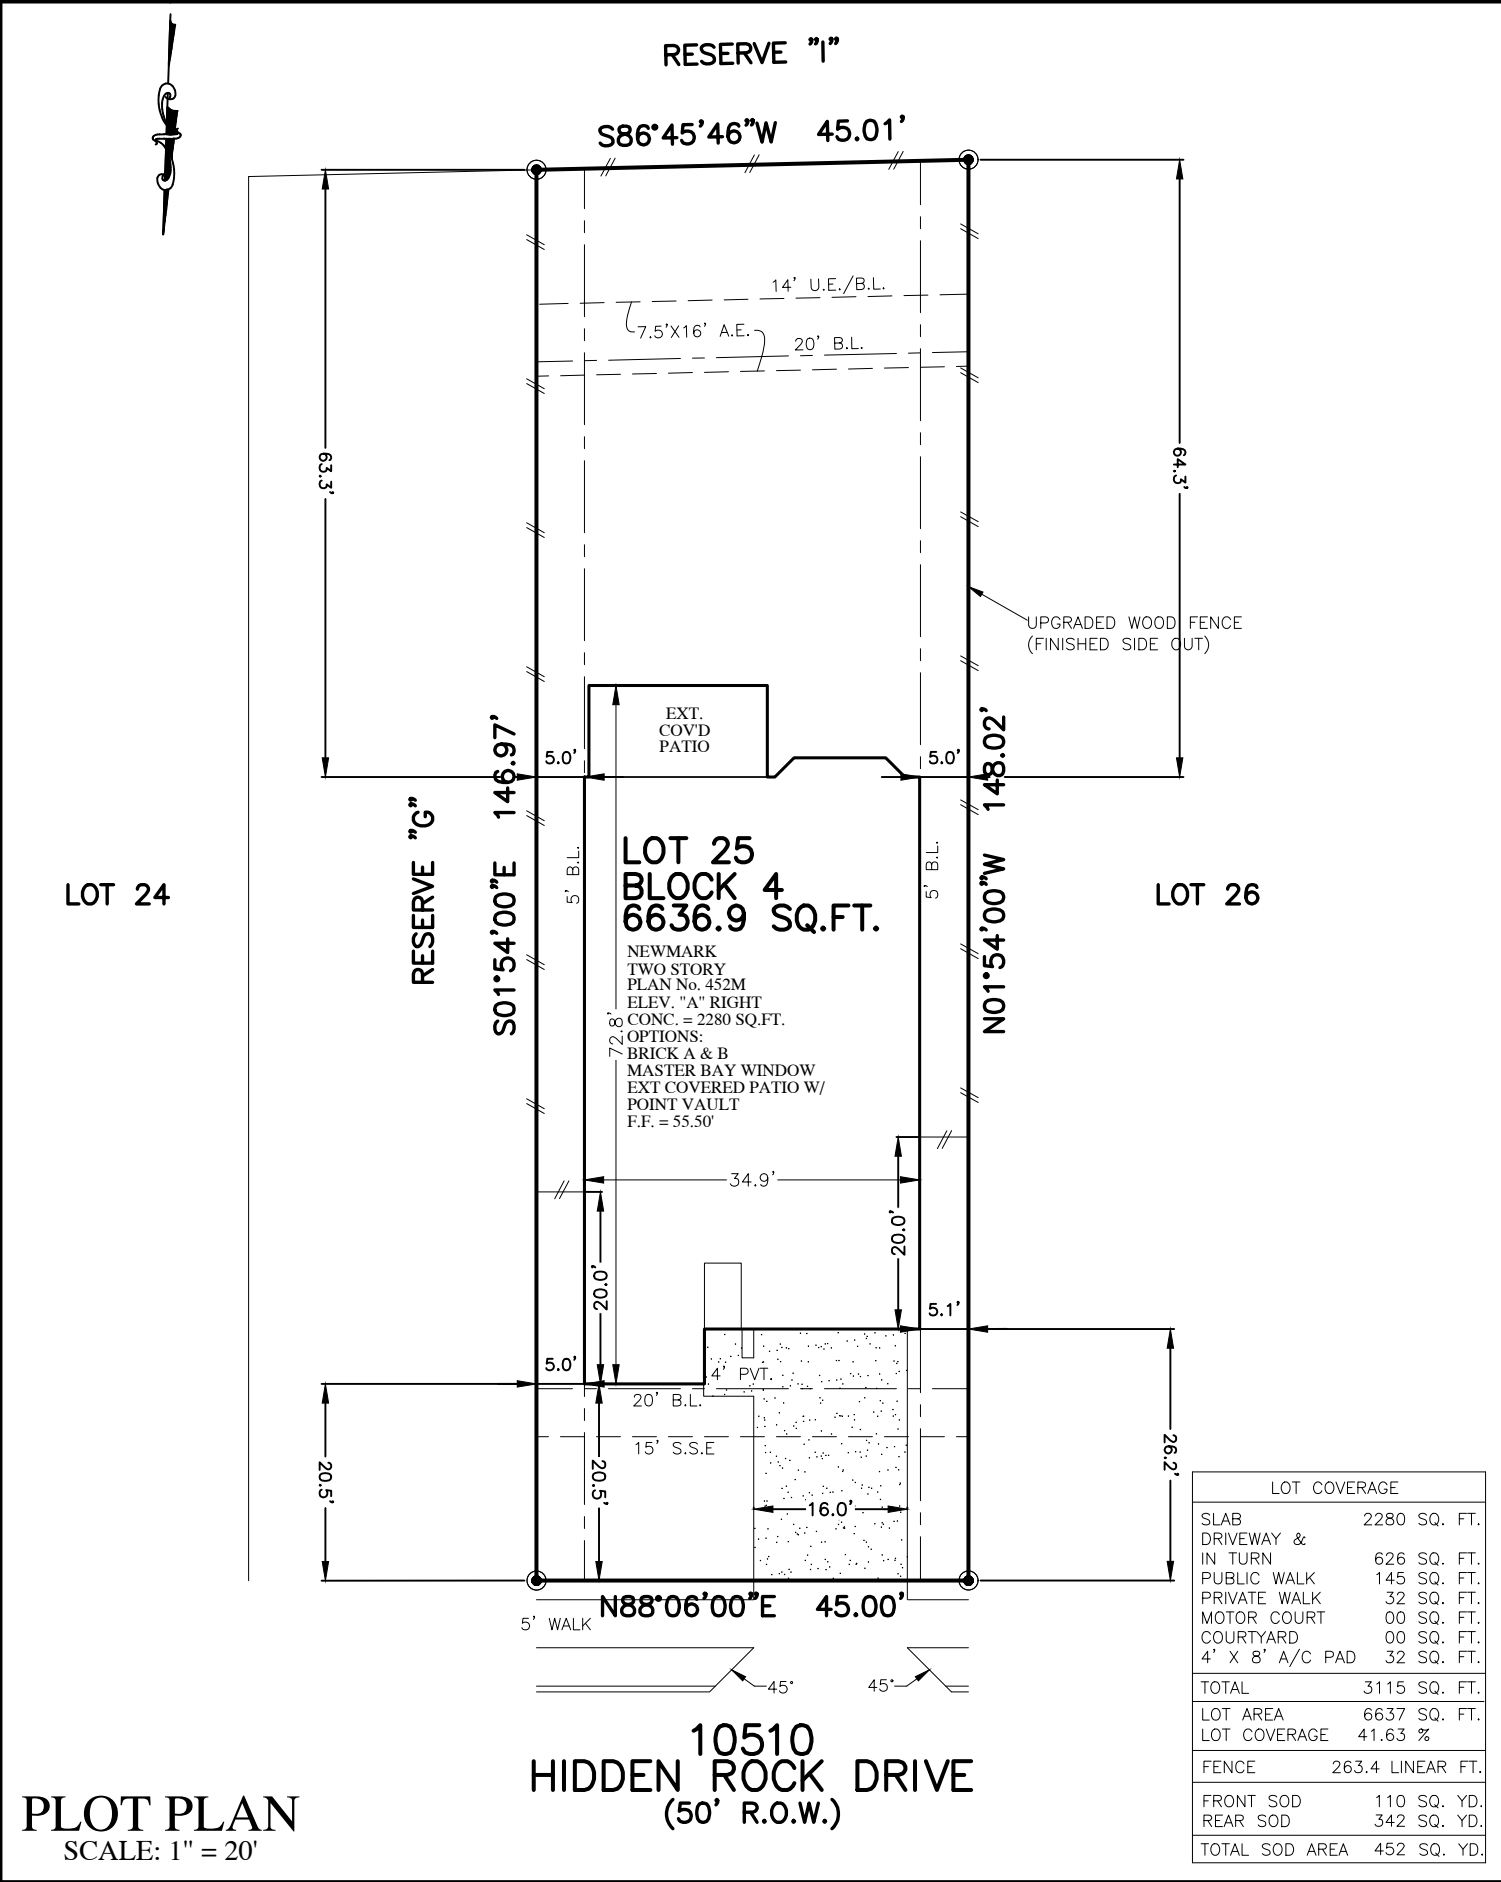 RESERVE "I"
S86°45'46"W 45.01'
14' U.E./B.L.
7.5'X16' A.E.
20' B.L.
63.3'
64.3'
UPGRADED WOOD FENCE
(FINISHED SIDE OUT)
EXT.
COV'D
PATIO
5.0'
5.0'
S01°54'00"E 146.97'
N01°54'00"W 148.02'
RESERVE "G"
LOT 24
LOT 26
5' B.L.
5' B.L.
LOT 25
BLOCK 4
6636.9 SQ.FT.
NEWMARK
TWO STORY
PLAN No. 452M
ELEV. "A" RIGHT
CONC. = 2280 SQ.FT.
OPTIONS:
BRICK A & B
MASTER BAY WINDOW
EXT COVERED PATIO W/
POINT VAULT
F.F. = 55.50'
72.8'
34.9'
20.0'
20.0'
5.1'
5.0'
4' PVT.
20' B.L.
15' S.S.E
20.5'
20.5'
16.0'
26.2'
N88°06'00"E 45.00'
5' WALK
45°
45°
10510
HIDDEN ROCK DRIVE
(50' R.O.W.)
PLOT PLAN
SCALE: 1" = 20'
LOT COVERAGE
SLAB 2280 SQ. FT.
DRIVEWAY &
IN TURN 626 SQ. FT.
PUBLIC WALK 145 SQ. FT.
PRIVATE WALK 32 SQ. FT.
MOTOR COURT 00 SQ. FT.
COURTYARD 00 SQ. FT.
4' X 8' A/C PAD 32 SQ. FT.
TOTAL 3115 SQ. FT.
LOT AREA 6637 SQ. FT.
LOT COVERAGE 41.63 %
FENCE 263.4 LINEAR FT.
FRONT SOD 110 SQ. YD.
REAR SOD 342 SQ. YD.
TOTAL SOD AREA 452 SQ. YD.